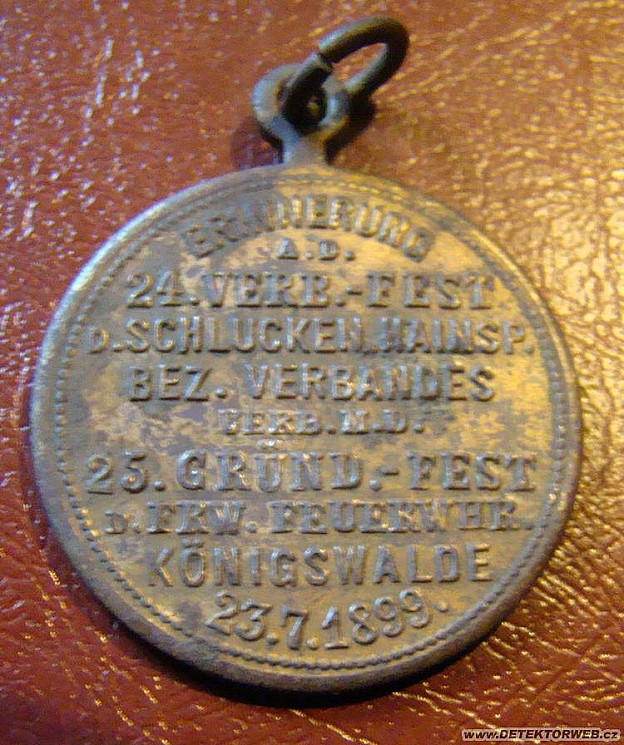 ERINNERUNG
A.D.
24.VERB.-FEST
D.SCHLUCKEN.HAINSP.
BEZ. VERBANDES
VERB.M.D.
25.GRÜND.-FEST
D.FRW.FEUERWHR.
KÖNIGSWALDE
23.7.1899.
WWW.DETEKTORWEB.CZ